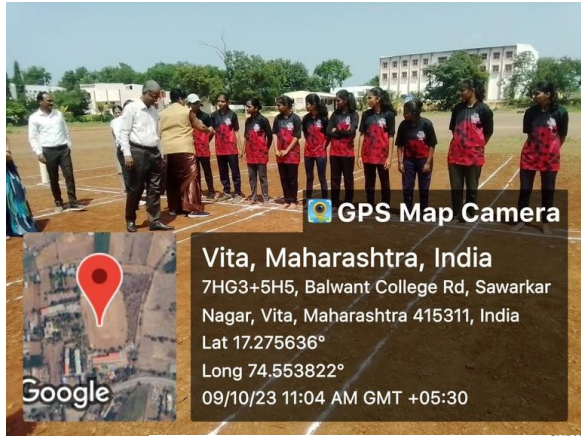 GPS Map Camera
Vita, Maharashtra, India
7HG3+5H5, Balwant College Rd, Sawarkar
Nagar, Vita, Maharashtra 415311, India
Lat 17.275636°
Long 74.553822°
09/10/23 11:04 AM GMT +05:30
Google